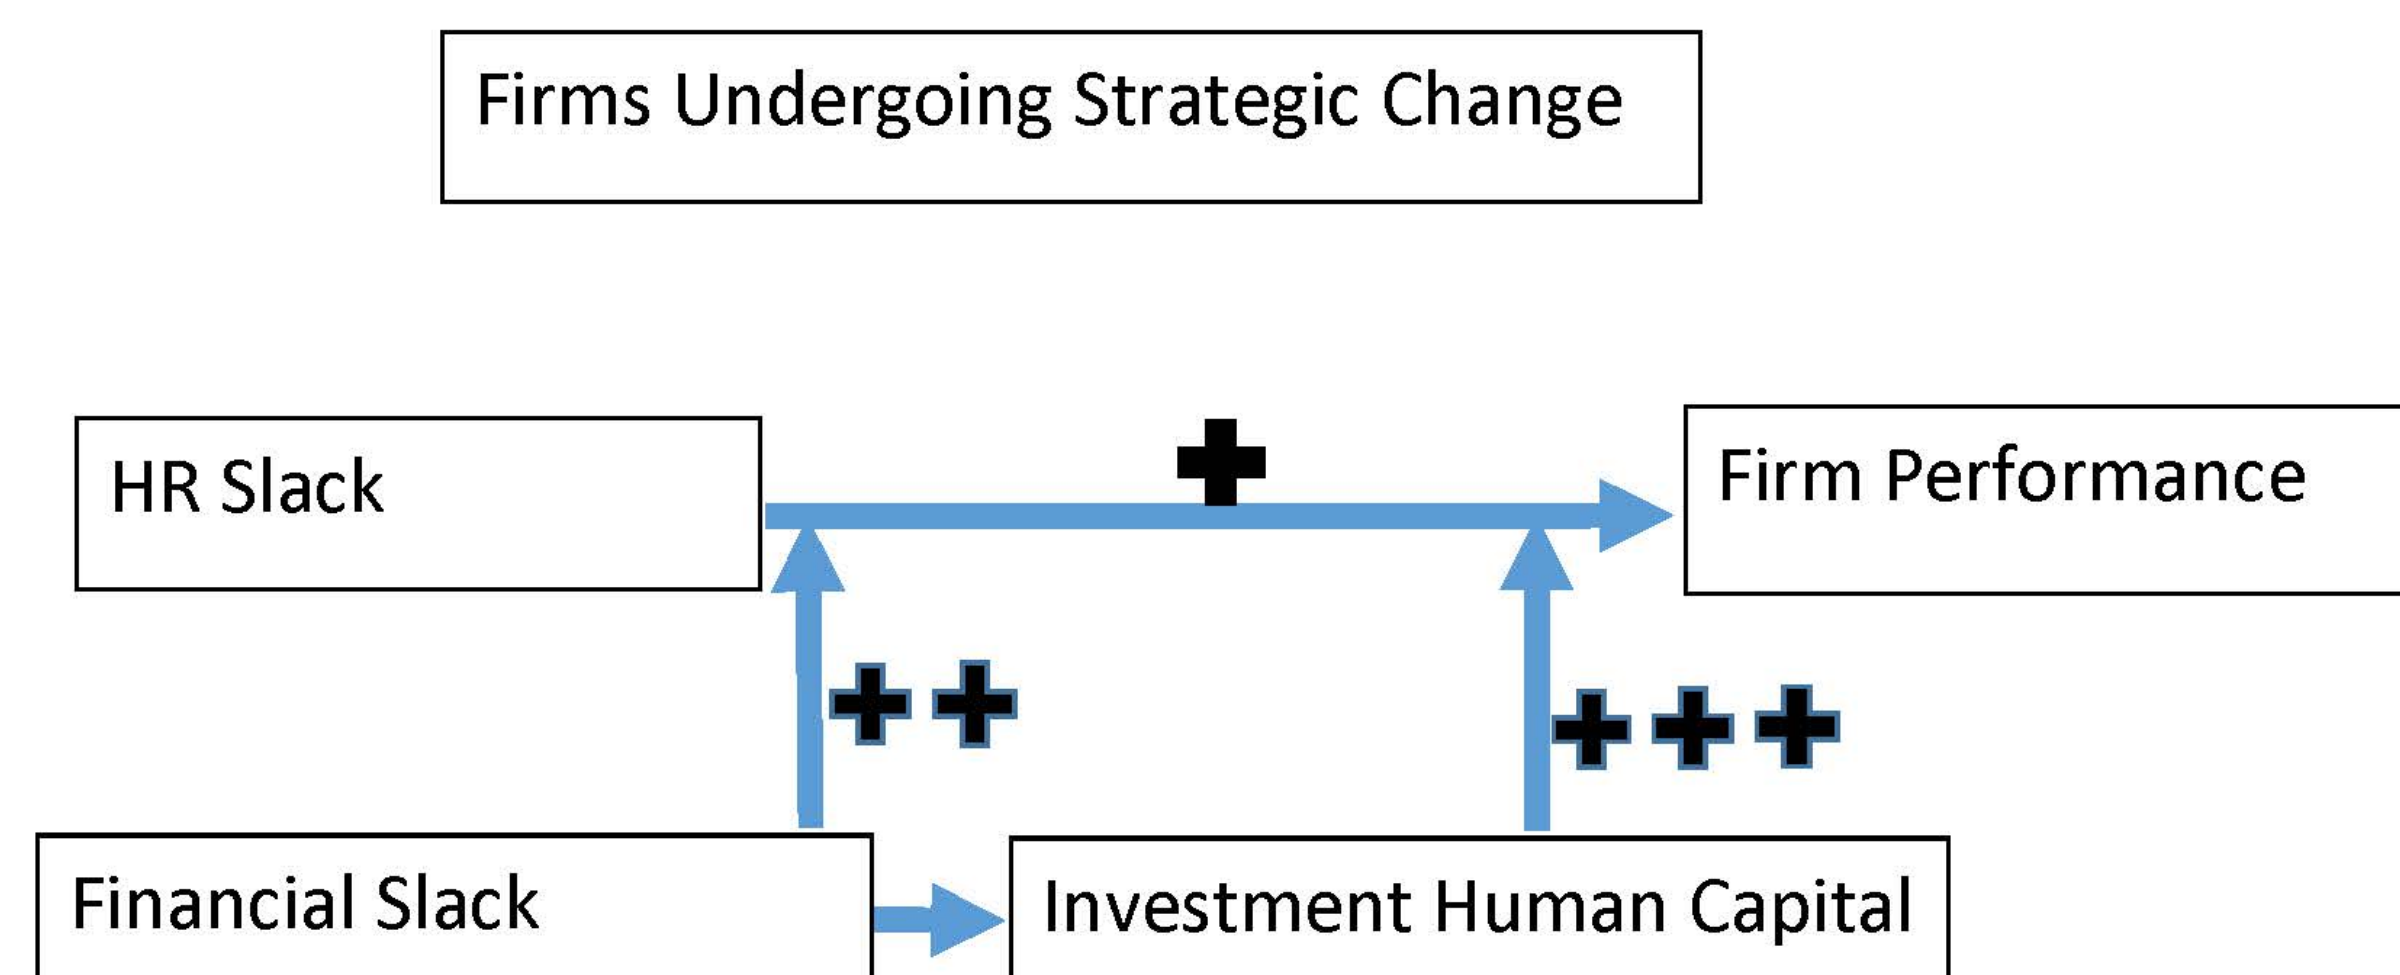 Firms Undergoing Strategic Change
HR Slack
Firm Performance
Financial Slack
Investment Human Capital